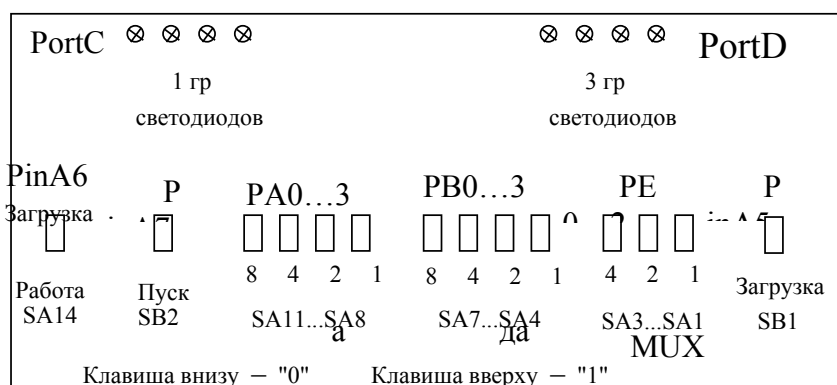 PortC PortD
1 гр 3 гр
светодиодов светодиодов
PinA6 P PA0…3 PB0…3 PE P
Загрузка
8 4 2 1 8 4 2 1 4 2 1
Работа Пуск Загрузка
SA14 SB2 SA11...SA8 SA7...SA4 SA3...SA1 SB1
а да MUX
Клавиша внизу – "0" Клавиша вверху – "1"